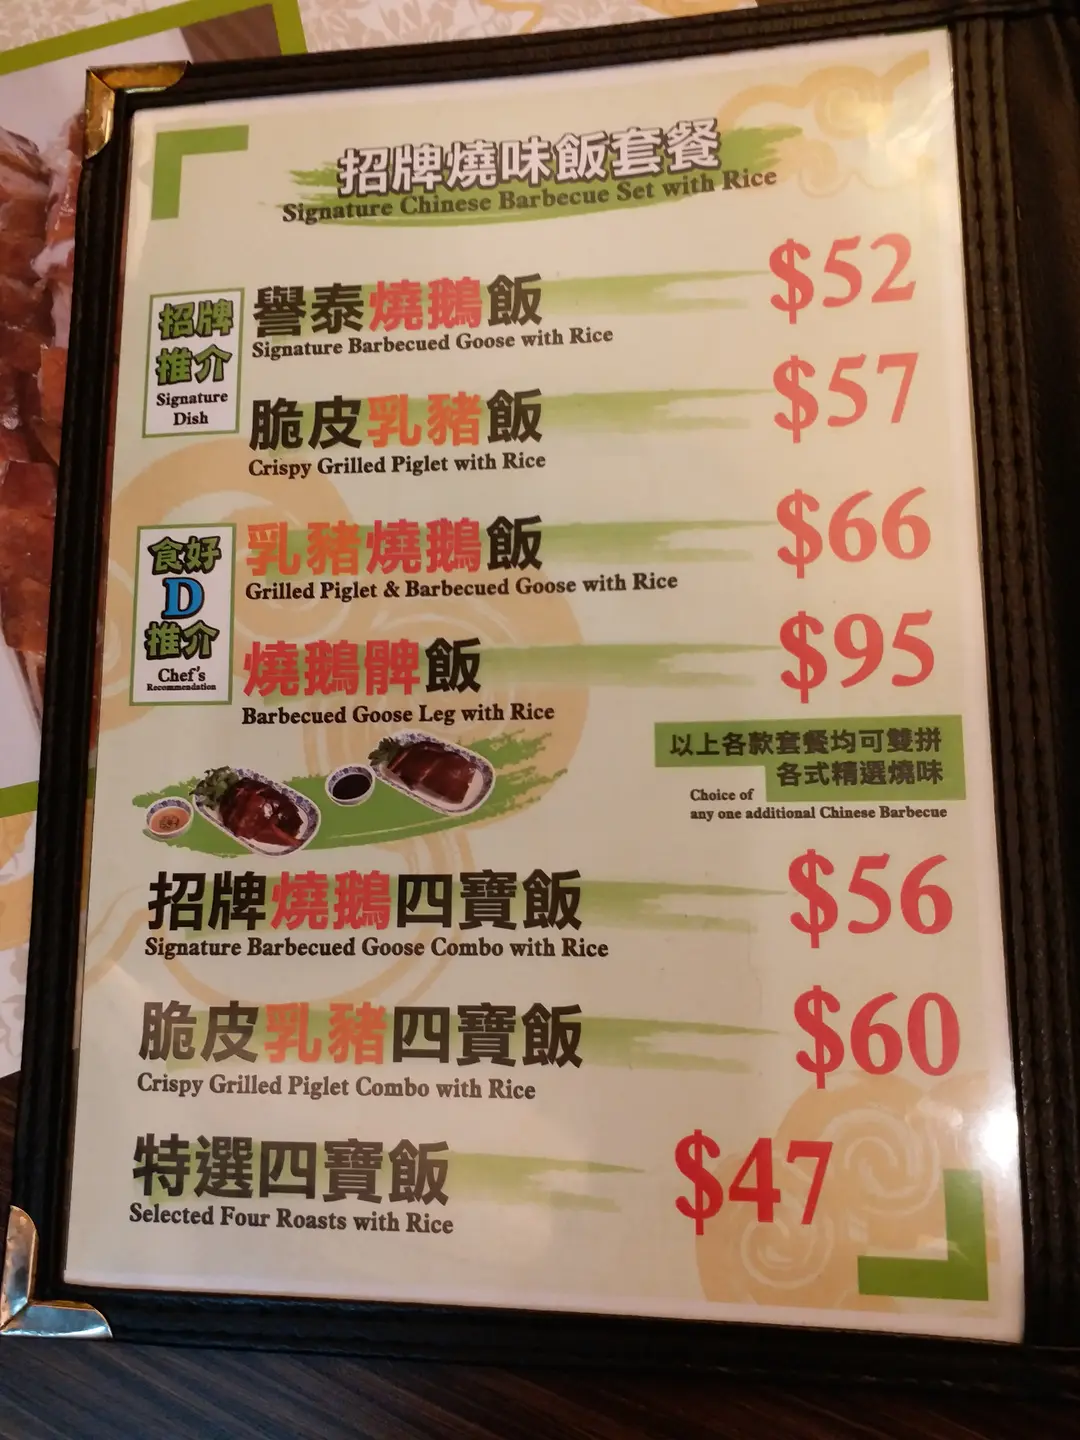 招牌燒味飯套餐
Signature Chinese Barbecue Set with Rice
招牌
推介
Signature
Dish
譽泰燒鵝飯 $52
Signature Barbecued Goose with Rice
脆皮乳豬飯 $57
Crispy Grilled Piglet with Rice
食好
D
推介
Chef's
Recommendation
乳豬燒鵝飯 $66
Grilled Piglet & Barbecued Goose with Rice
燒鵝髀飯 $95
Barbecued Goose Leg with Rice
以上各款套餐均可雙拼
各式精選燒味
Choice of
any one additional Chinese Barbecue
招牌燒鵝四寶飯 $56
Signature Barbecued Goose Combo with Rice
脆皮乳豬四寶飯 $60
Crispy Grilled Piglet Combo with Rice
特選四寶飯 $47
Selected Four Roasts with Rice